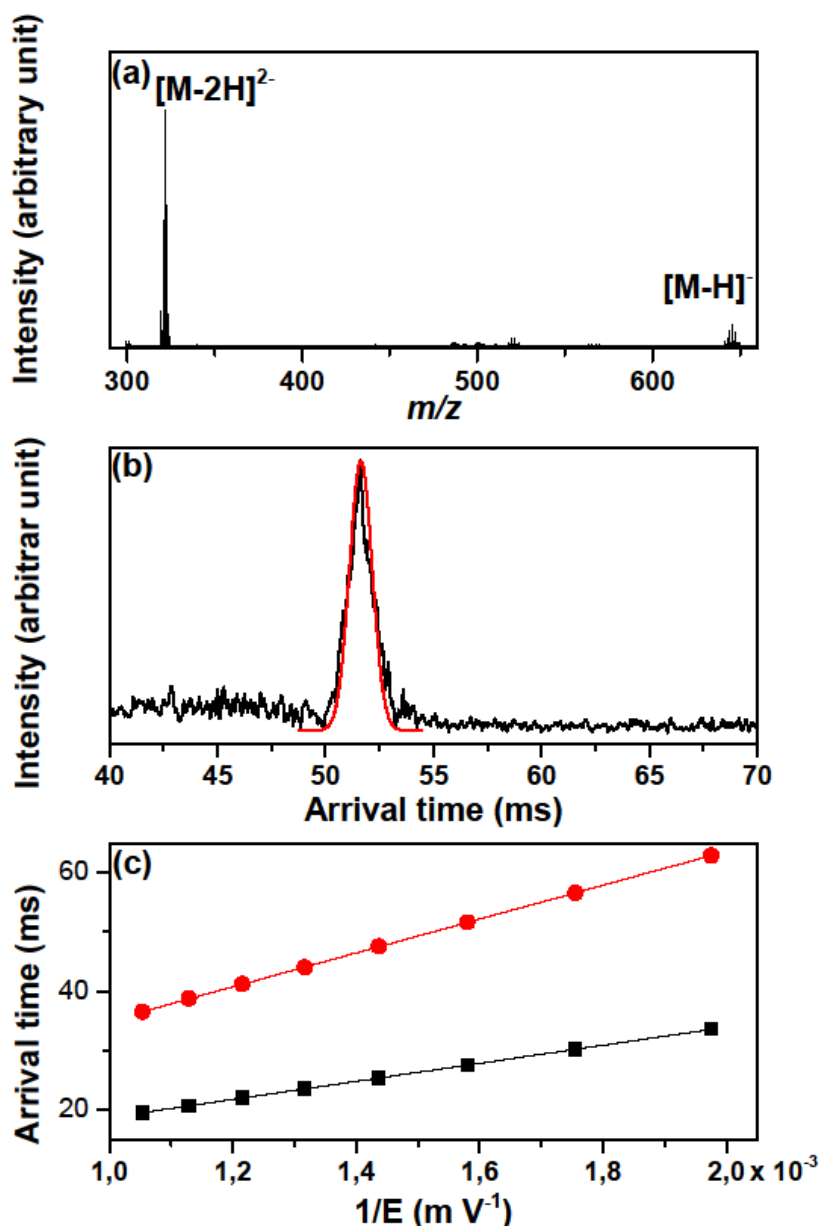 (a)
[M-2H]²⁻
[M-H]⁻
Intensity (arbitrary unit)
300 400 500 600
m/z
(b)
Intensity (arbitrar unit)
40 45 50 55 60 65 70
Arrival time (ms)
(c)
60
40
20
Arrival time (ms)
1,0 1,2 1,4 1,6 1,8 2,0 x 10⁻³
1/E (m V⁻¹)